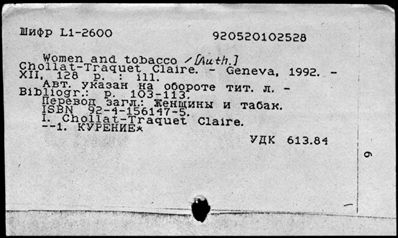 Шифр L1-2600 920520102528
Women and tobacco / [Auth.]
Chollat-Traquet Claire. - Geneva, 1992. -
XII, 128 p. : ill.
Авт. указан на обороте тит. л. -
Bibliogr.: p. 103-113.
Перевод загл.: Женщины и табак.
ISBN 92-4-156147-5.
I. Chollat-Traquet Claire.
--1. КУРЕНИЕ*
УДК 613.84
6
1